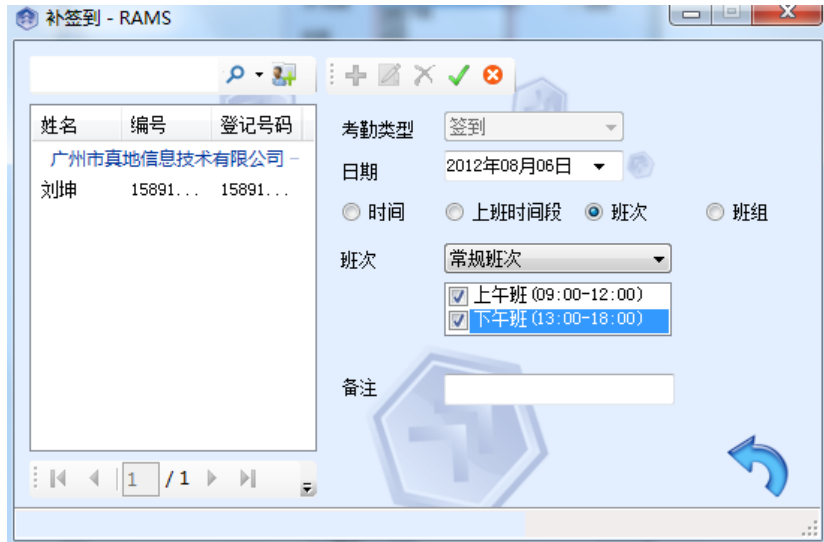 补签到 - RAMS
姓名 编号 登记号码
广州市真地信息技术有限公司 -
刘坤 15891... 15891...
1 / 1
考勤类型 签到
日期 2012年08月06日
时间 上班时间段 班次 班组
班次 常规班次
上午班(09:00-12:00)
下午班(13:00-18:00)
备注